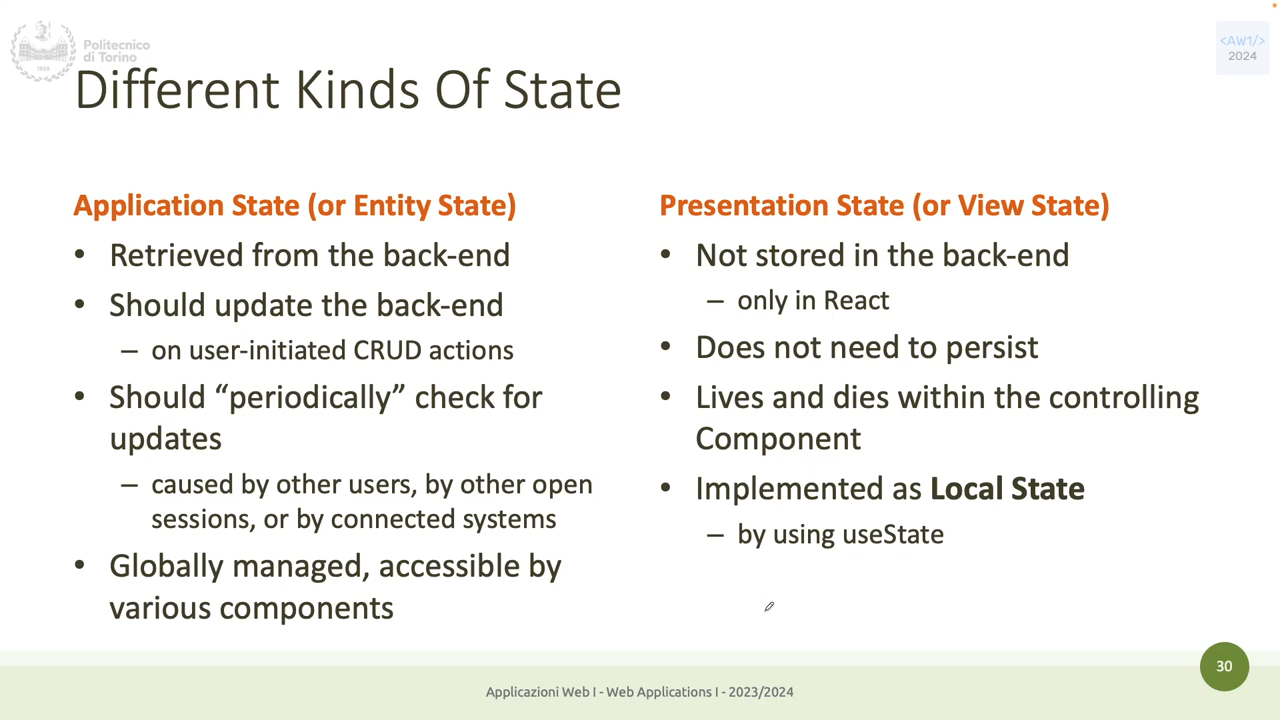 Politecnico
di Torino
1859
<AW1/>
2024
Different Kinds Of State
Application State (or Entity State)
• Retrieved from the back-end
• Should update the back-end
– on user-initiated CRUD actions
• Should “periodically” check for
updates
– caused by other users, by other open
sessions, or by connected systems
• Globally managed, accessible by
various components
Presentation State (or View State)
• Not stored in the back-end
– only in React
• Does not need to persist
• Lives and dies within the controlling
Component
• Implemented as Local State
– by using useState
30
Applicazioni Web I - Web Applications I - 2023/2024